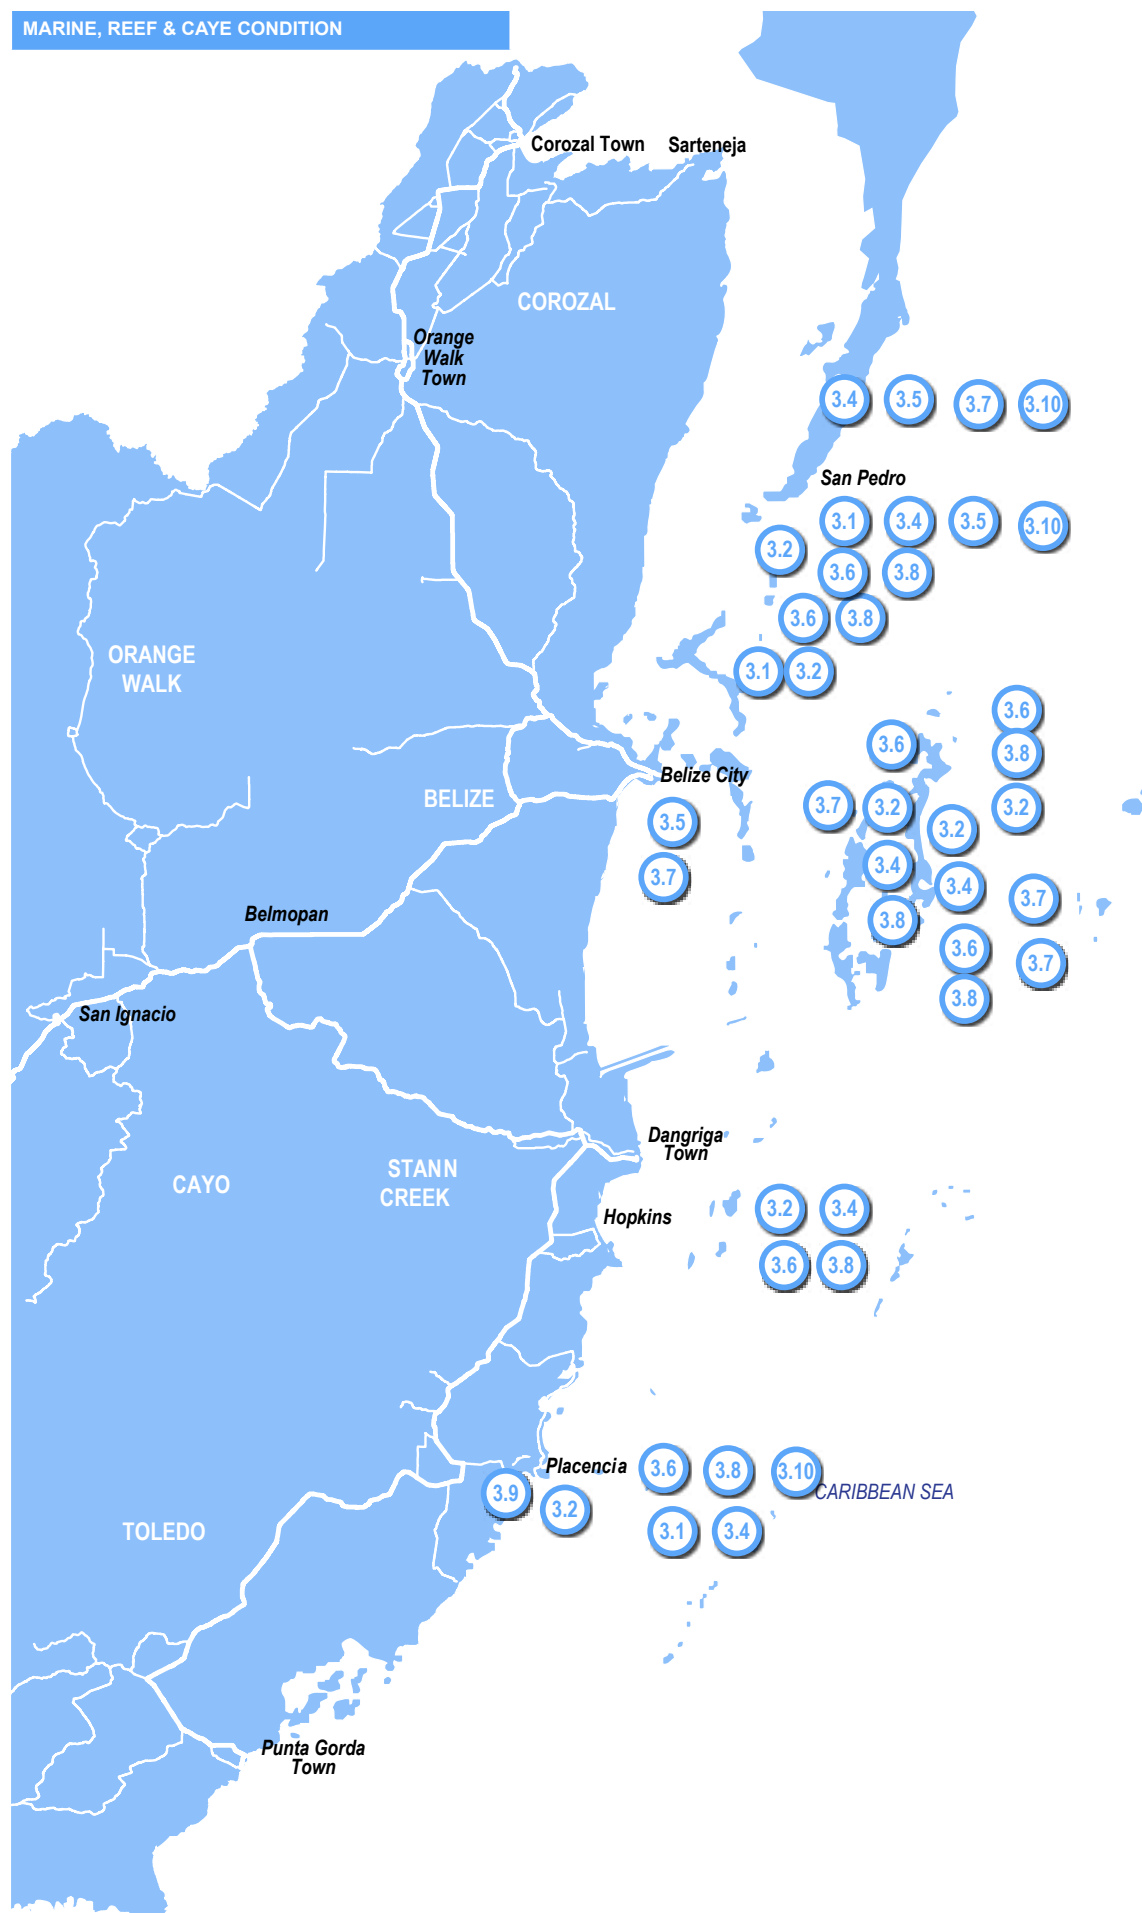 MARINE, REEF & CAYE CONDITION
Corozal Town
Sarteneja
COROZAL
Orange
Walk
Town
3.4
3.5
3.7
3.10
San Pedro
3.1
3.4
3.5
3.10
3.2
3.6
3.8
3.6
3.8
ORANGE
WALK
3.1
3.2
3.6
3.6
3.8
Belize City
BELIZE
3.7
3.2
3.2
3.5
3.2
3.4
3.7
3.4
3.7
Belmopan
3.8
3.6
3.7
3.8
San Ignacio
Dangriga
Town
STANN
CREEK
CAYO
3.2
3.4
Hopkins
3.6
3.8
Placencia
3.6
3.8
3.10
CARIBBEAN SEA
3.9
3.2
3.1
3.4
TOLEDO
Punta Gorda
Town